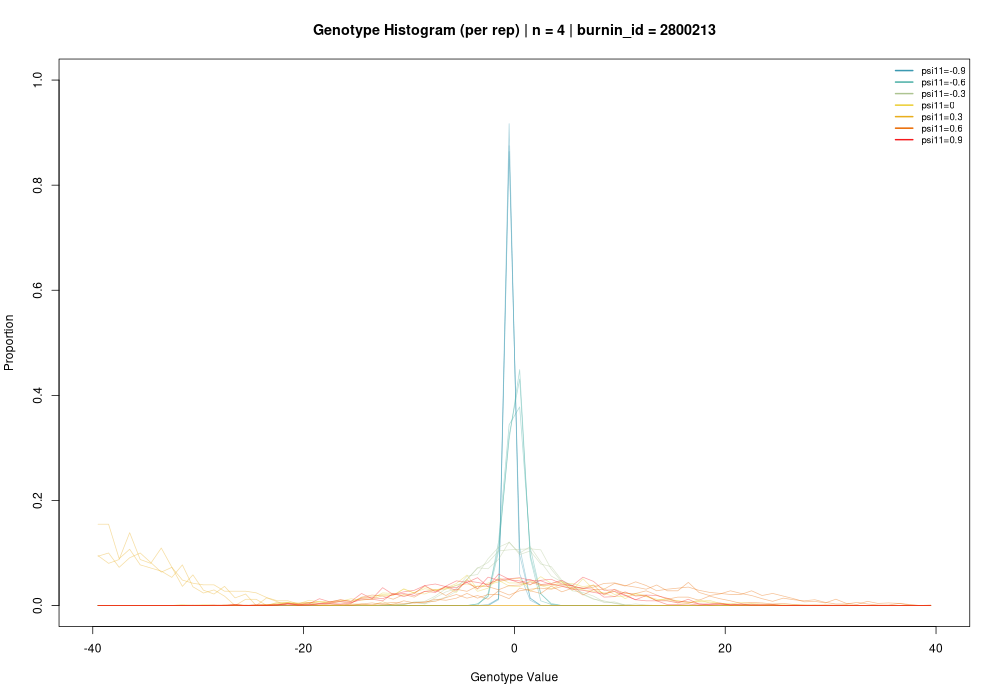 Genotype Histogram (per rep) | n = 4 | burnin_id = 2800213
psi11=-0.9
psi11=-0.6
psi11=-0.3
psi11=0
psi11=0.3
psi11=0.6
psi11=0.9
Proportion
1.0
0.8
0.6
0.4
0.2
0.0
-40 -20 0 20 40
Genotype Value